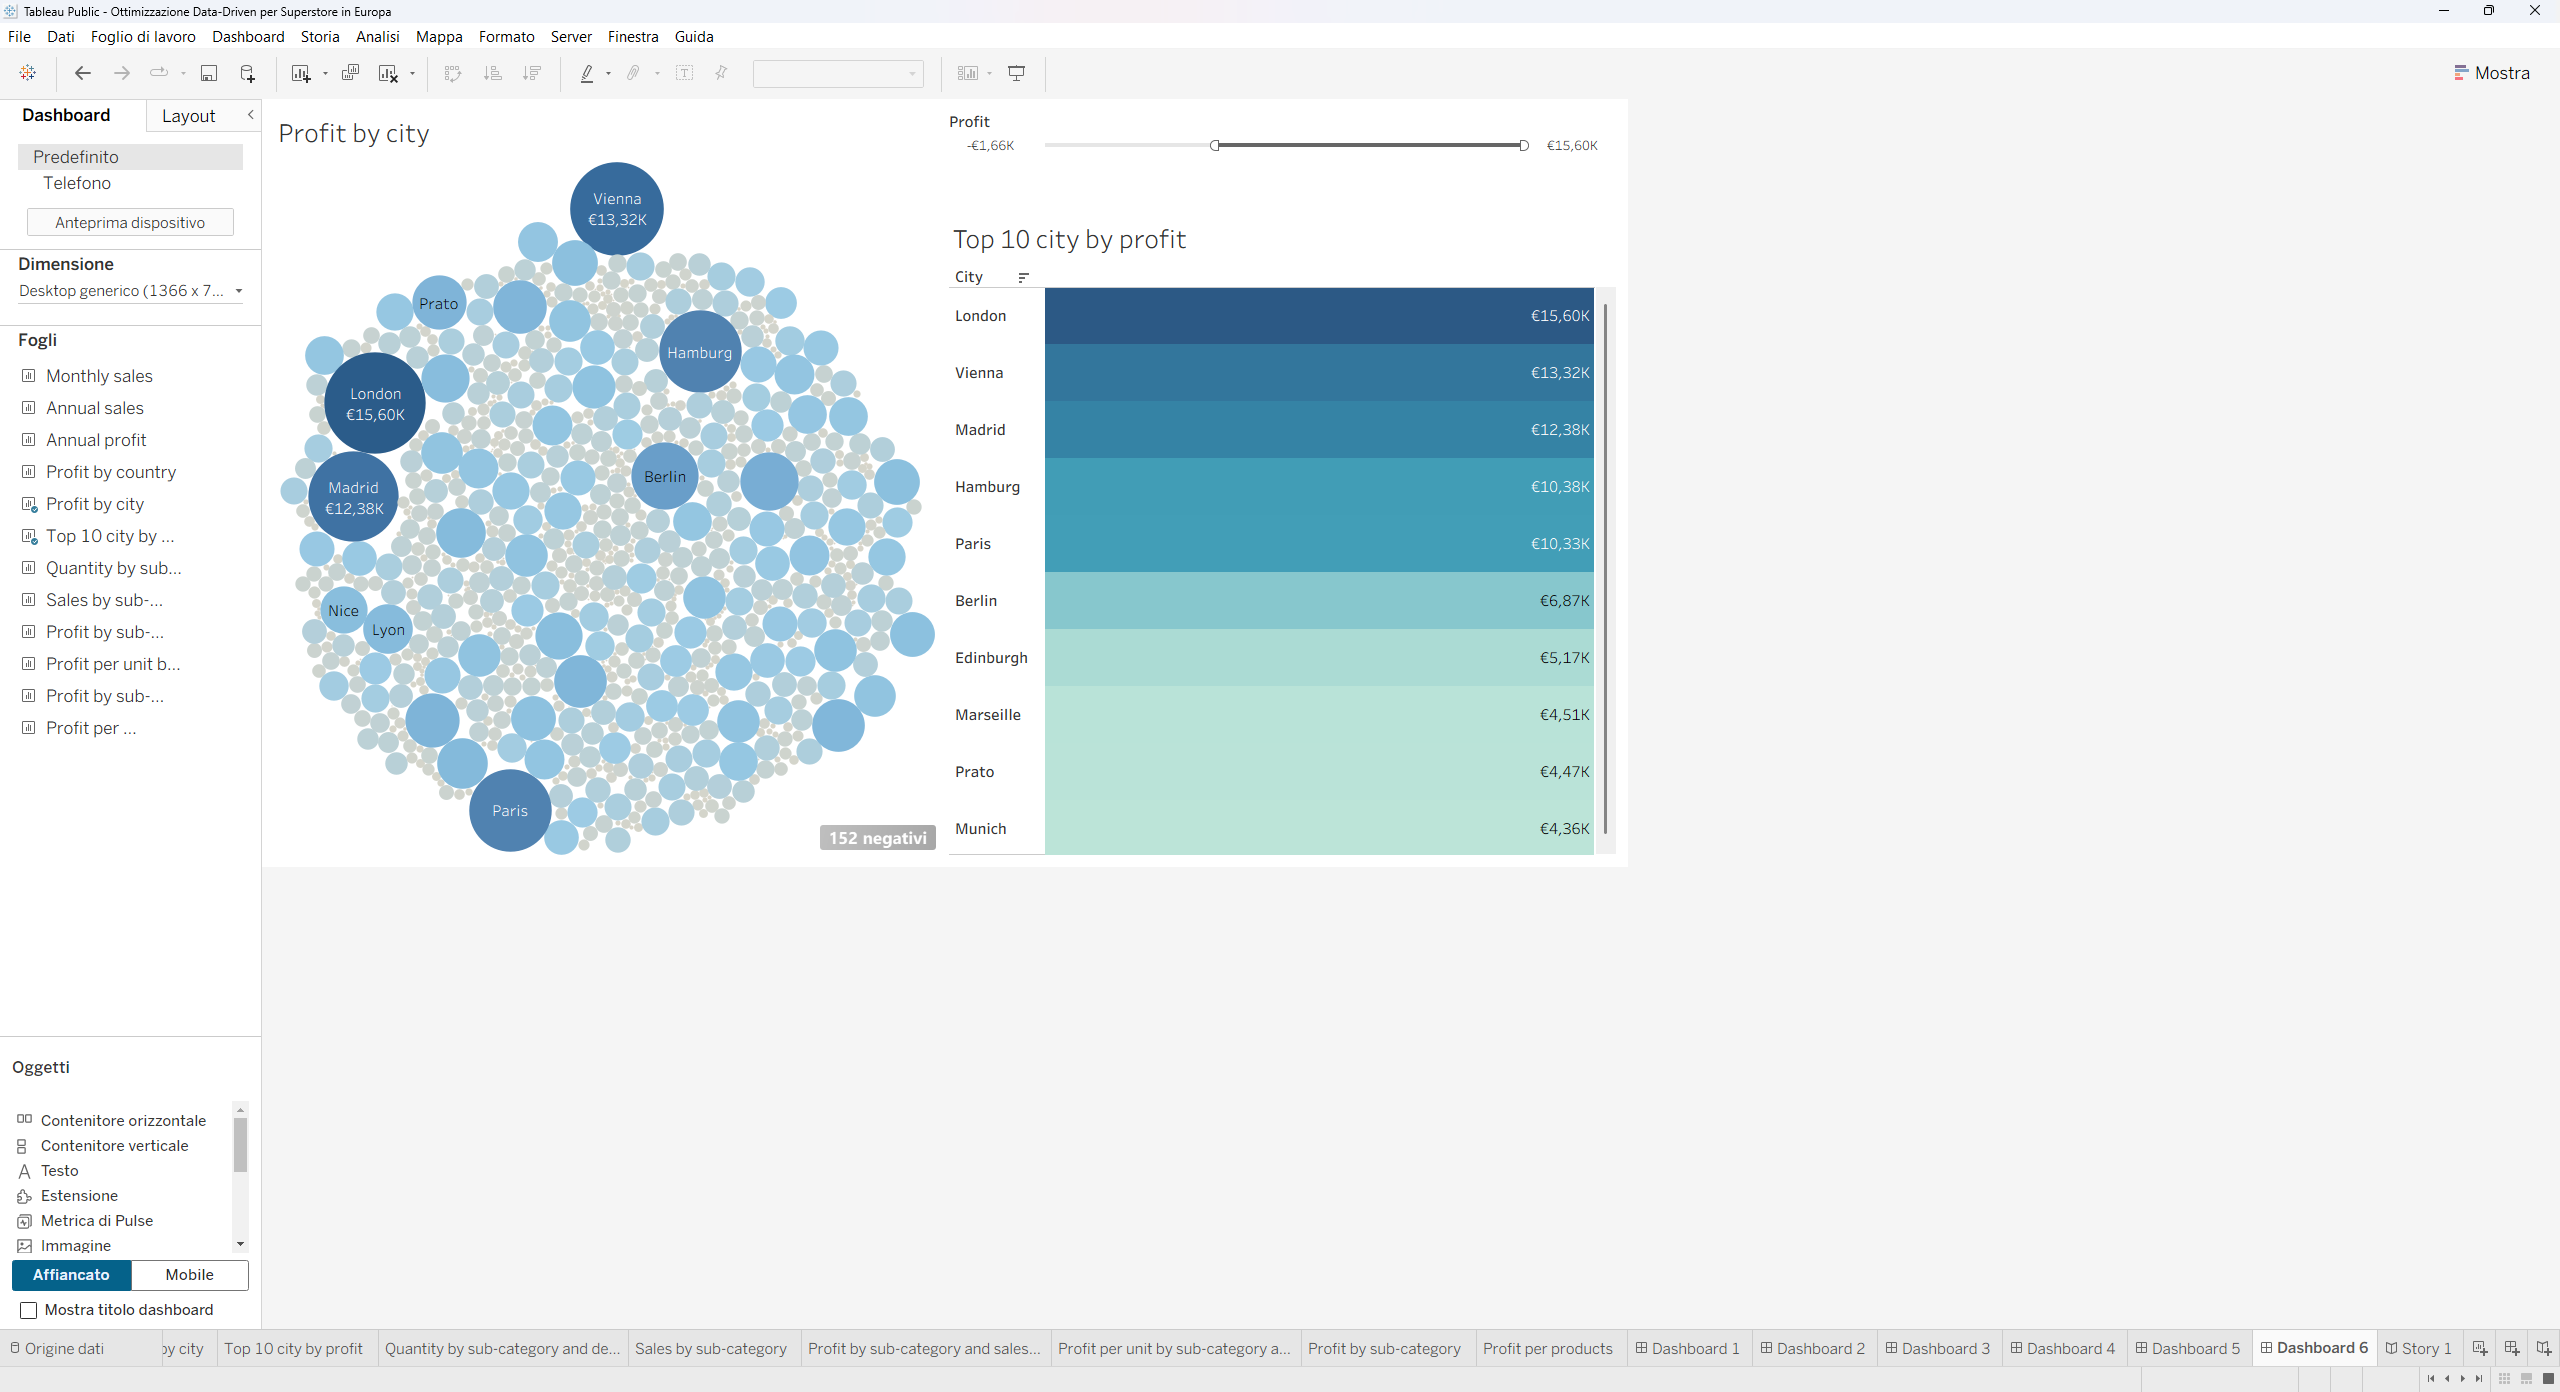 Tableau Public - Ottimizzazione Data-Driven per Superstore in Europa
File Dati Foglio di lavoro Dashboard Storia Analisi Mappa Formato Server Finestra Guida
Mostra
Dashboard Layout
Predefinito
Telefono
Anteprima dispositivo
Dimensione
Desktop generico (1366 x 7...
Fogli
Monthly sales
Annual sales
Annual profit
Profit by country
Profit by city
Top 10 city by ...
Quantity by sub...
Sales by sub-...
Profit by sub-...
Profit per unit b...
Profit by sub-...
Profit per ...
Oggetti
Contenitore orizzontale
Contenitore verticale
Testo
Estensione
Metrica di Pulse
Immagine
Affiancato Mobile
Mostra titolo dashboard
Profit by city
Vienna
€13,32K
Prato
Hamburg
London
€15,60K
Berlin
Madrid
€12,38K
Nice
Lyon
Paris
152 negativi
Profit
-€1,66K €15,60K
Top 10 city by profit
City
London €15,60K
Vienna €13,32K
Madrid €12,38K
Hamburg €10,38K
Paris €10,33K
Berlin €6,87K
Edinburgh €5,17K
Marseille €4,51K
Prato €4,47K
Munich €4,36K
Origine dati by city Top 10 city by profit Quantity by sub-category and de... Sales by sub-category Profit by sub-category and sales... Profit per unit by sub-category a... Profit by sub-category Profit per products Dashboard 1 Dashboard 2 Dashboard 3 Dashboard 4 Dashboard 5 Dashboard 6 Story 1